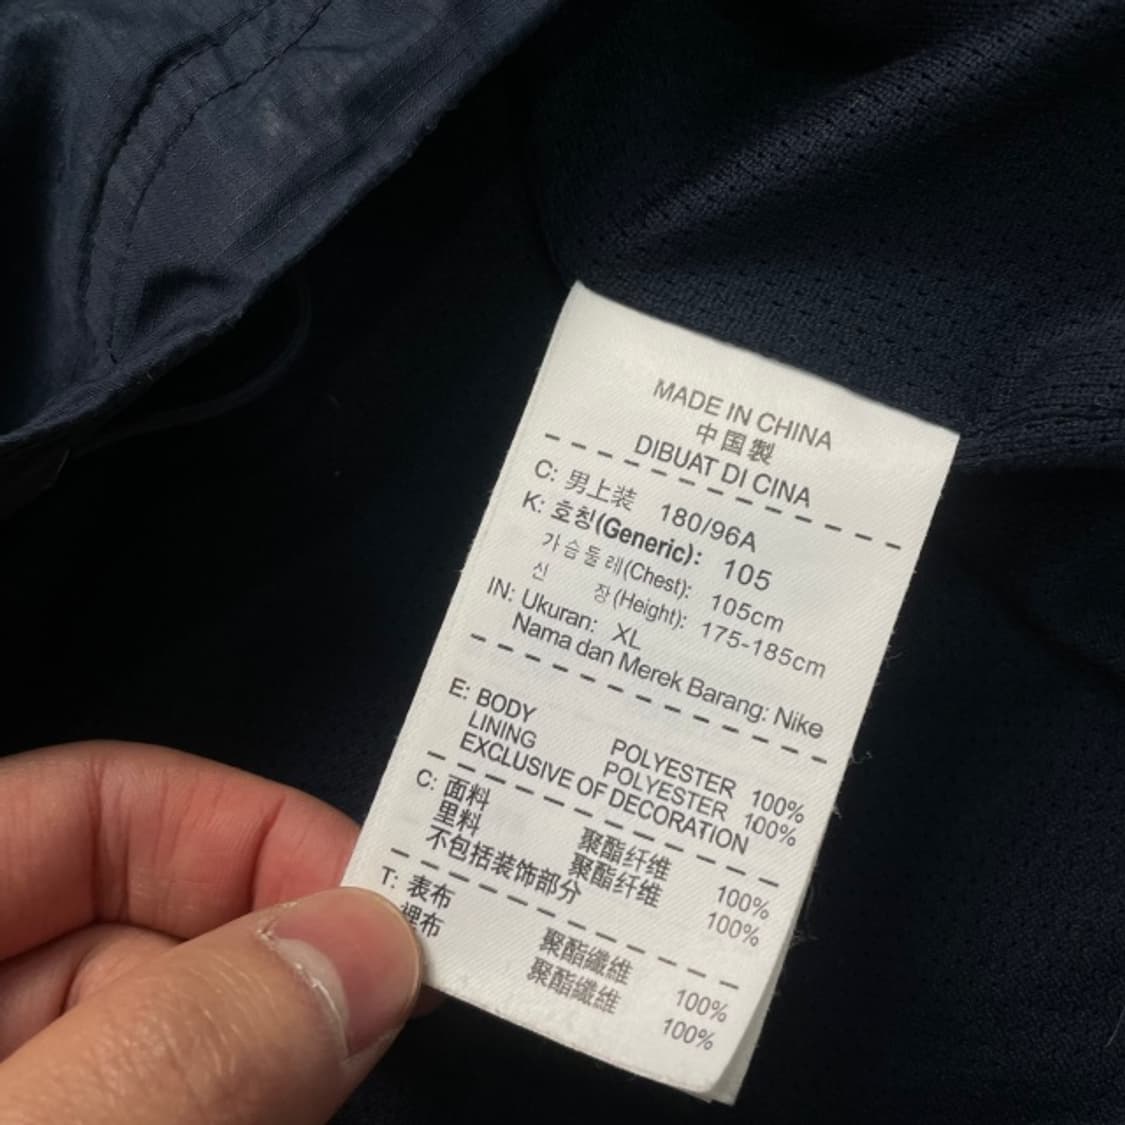 MADE IN CHINA
中国製
DIBUAT DI CINA
C: 男上装 180/96A
K: 호칭(Generic): 105
가슴둘레(Chest): 105cm
신 장(Height): 175-185cm
IN: Ukuran: XL
Nama dan Merek Barang: Nike
E: BODY POLYESTER 100%
LINING POLYESTER 100%
EXCLUSIVE OF DECORATION
C: 面料 聚酯纤维 100%
里料 聚酯纤维 100%
不包括装饰部分
T: 表布 聚酯纖維 100%
裡布 聚酯纖維 100%